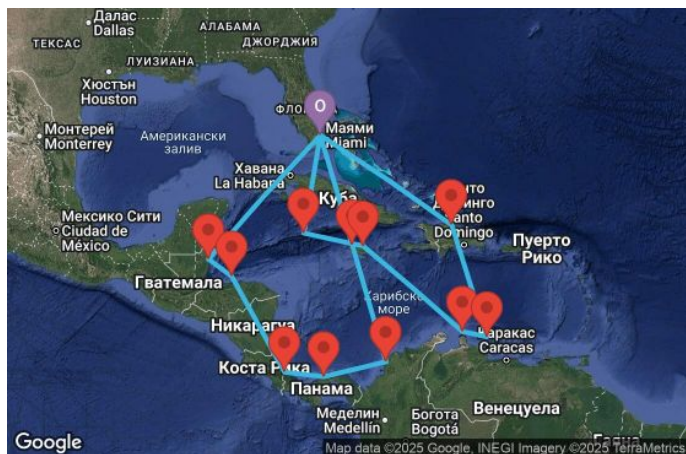 Далас
Dallas
АЛАБАМА
ТЕКСАС
ДЖОРДЖИЯ
ЛУИЗИАНА
Хюстън
Houston
O
Монтерей
Monterrey
Американски
залив
Маями
Miami
Хавана
La Habana
Куба
Мексико Сити
Ciudad de
México
Santo
Domingo
Пуерто
Рико
Гватемала
Карибско
море
Никарагуа
Каракас
Caracas
Коста Рика
Панама
Меделин
Medellín
Богота
Bogotá
Венецуела
Гаяна
Google
Map data ©2025 Google, INEGI Imagery ©2025 TerraMetrics